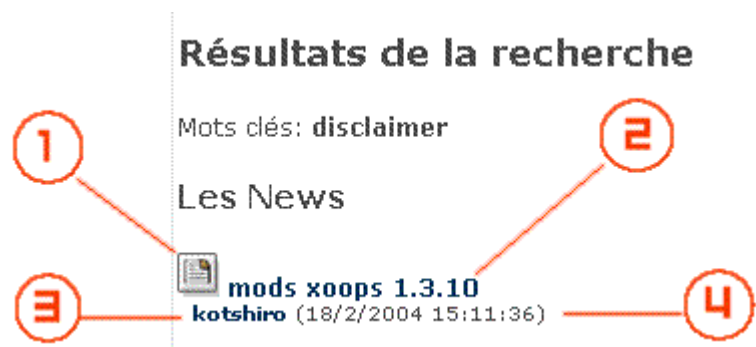 Résultats de la recherche
Mots clés: disclaimer
1
2
Les News
mods xoops 1.3.10
3
kotshiro (18/2/2004 15:11:36)
4